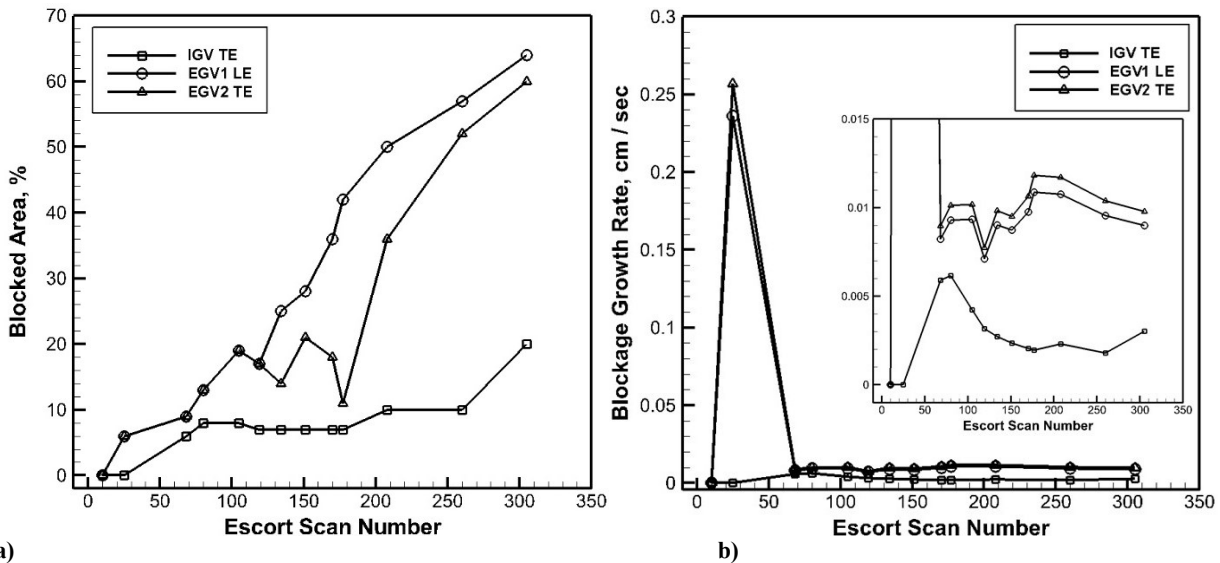 70
60
50
40
30
20
10
0
Blocked Area, %
IGV TE
EGV1 LE
EGV2 TE
0 50 100 150 200 250 300 350
Escort Scan Number
a)
0.3
0.25
0.2
0.15
0.1
0.05
0
Blockage Growth Rate, cm / sec
IGV TE
EGV1 LE
EGV2 TE
0.015
0.01
0.005
0
0 50 100 150 200 250 300 350
Escort Scan Number
0 50 100 150 200 250 300 350
Escort Scan Number
b)